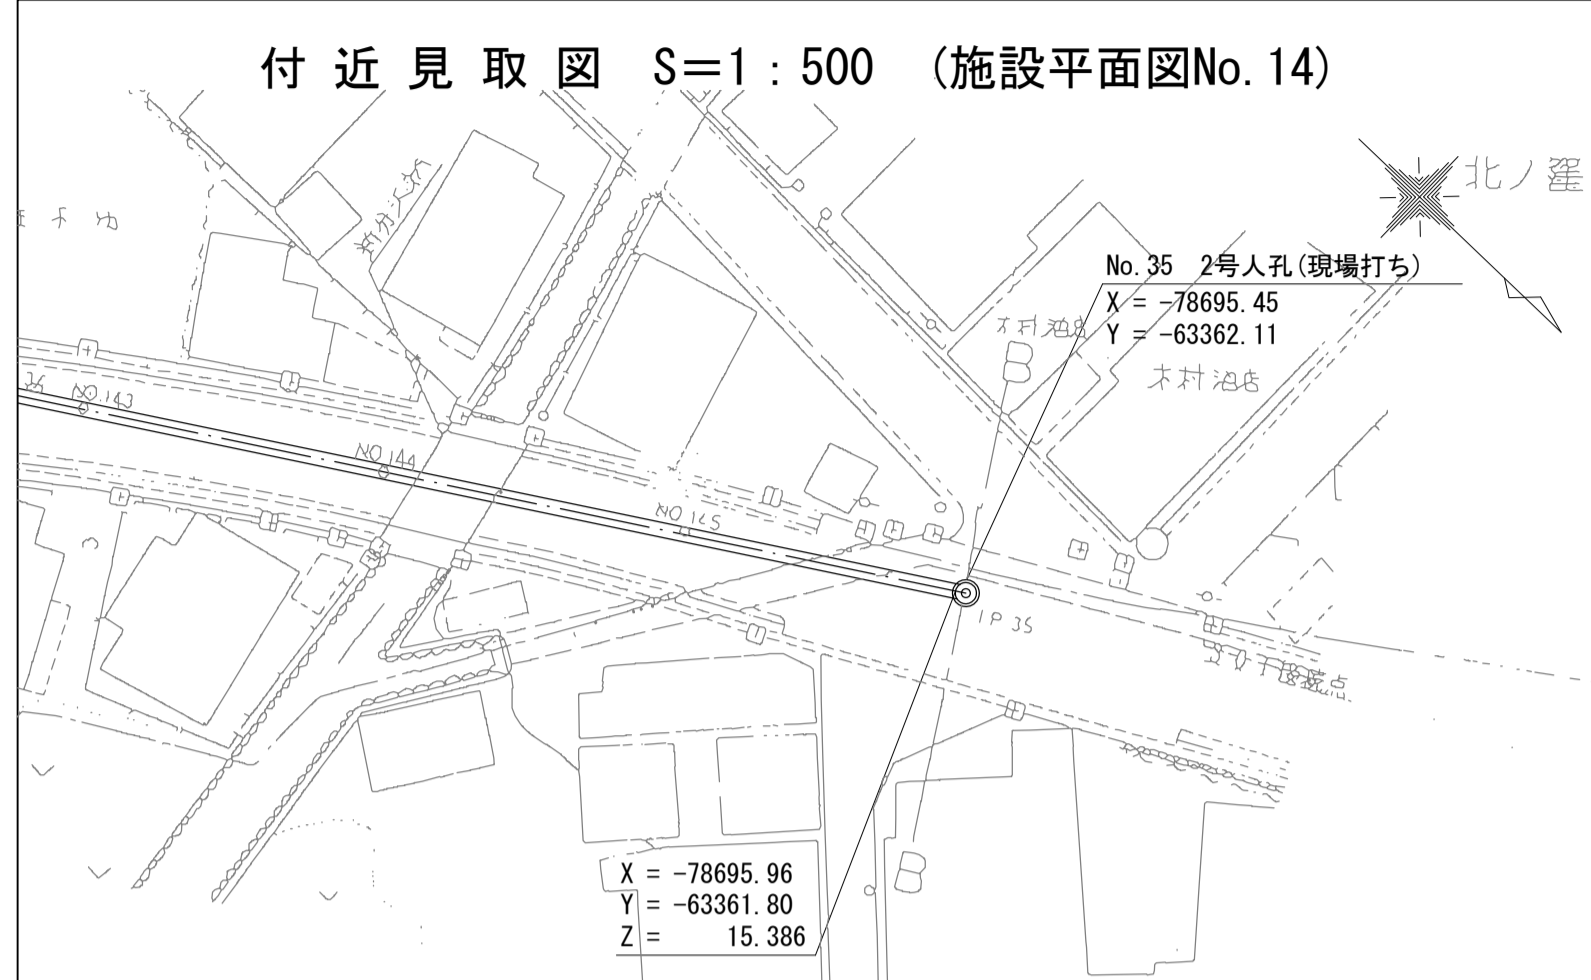 付近見取図 S=1:500 (施設平面図No.14)
北ノ窪
No.35 2号人孔(現場打ち)
X = -78695.45
Y = -63362.11
木村酒店
木村酒店
NO.143
NO.144
NO.145
IP 35
B
B
X = -78695.96
Y = -63361.80
Z = 15.386